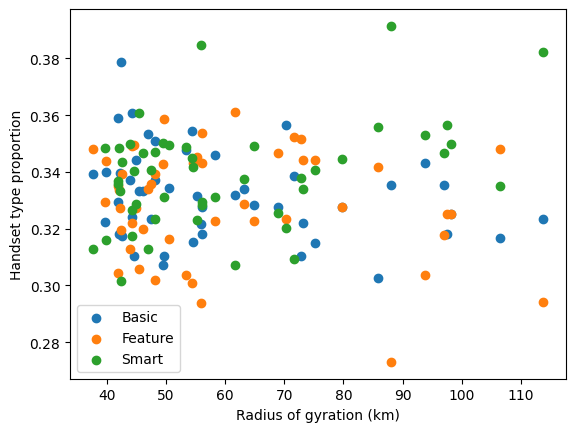 0.38
0.36
0.34
0.32
0.30
0.28
Handset type proportion
Basic
Feature
Smart
40 50 60 70 80 90 100 110
Radius of gyration (km)